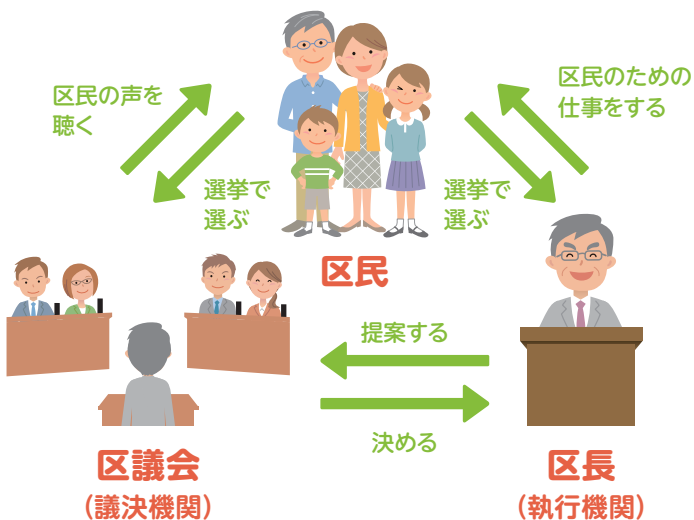 区民の声を
聴く
区民のための
仕事をする
選挙で
選ぶ
選挙で
選ぶ
区民
提案する
決める
区議会
（議決機関）
区長
（執行機関）